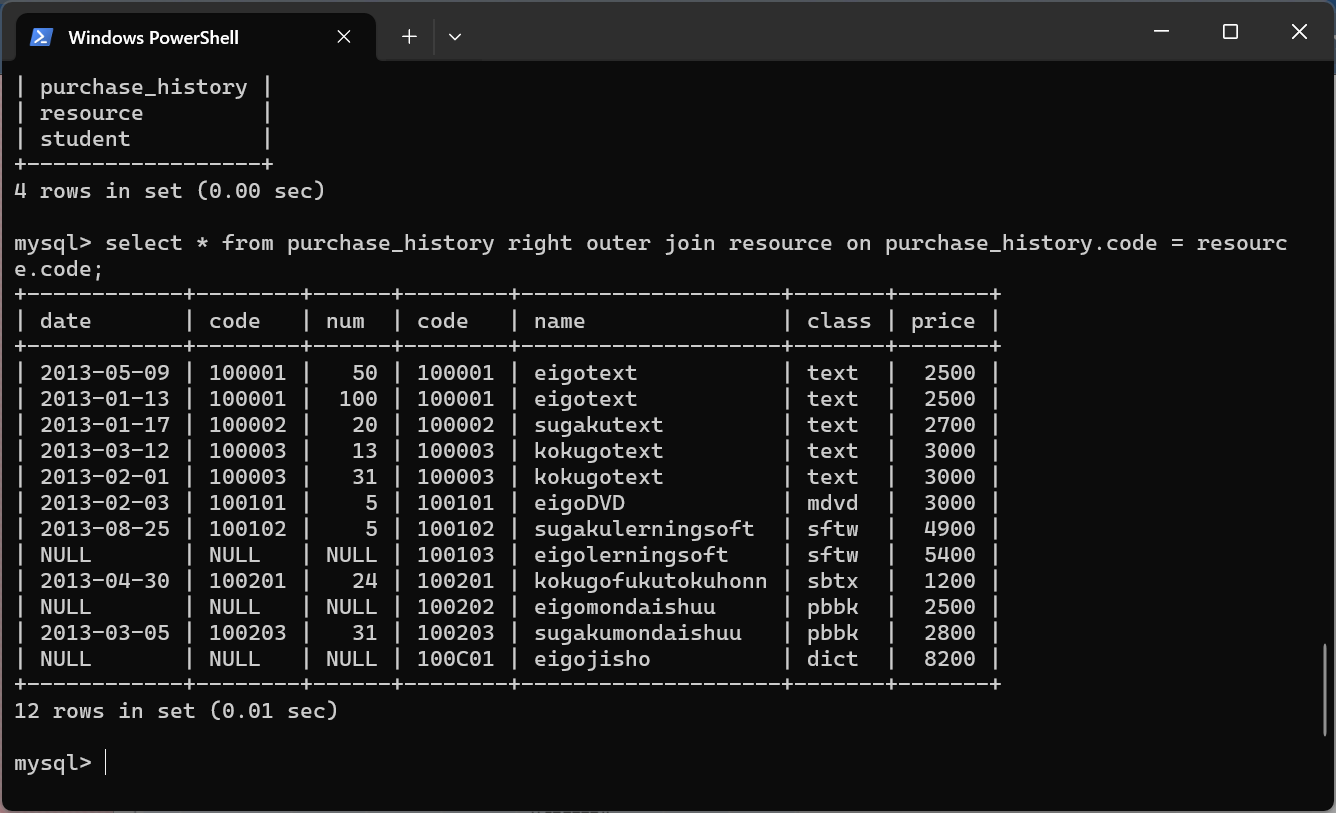 Windows PowerShell
| purchase_history |
| resource         |
| student          |
+------------------+
4 rows in set (0.00 sec)
mysql> select * from purchase_history right outer join resource on purchase_history.code = resourc
e.code;
+------------+--------+------+--------+--------------------+-------+-------+
| date       | code   | num  | code   | name               | class | price |
+------------+--------+------+--------+--------------------+-------+-------+
| 2013-05-09 | 100001 |   50 | 100001 | eigotext           | text  |  2500 |
| 2013-01-13 | 100001 |  100 | 100001 | eigotext           | text  |  2500 |
| 2013-01-17 | 100002 |   20 | 100002 | sugakutext         | text  |  2700 |
| 2013-03-12 | 100003 |   13 | 100003 | kokugotext         | text  |  3000 |
| 2013-02-01 | 100003 |   31 | 100003 | kokugotext         | text  |  3000 |
| 2013-02-03 | 100101 |    5 | 100101 | eigoDVD            | mdvd  |  3000 |
| 2013-08-25 | 100102 |    5 | 100102 | sugakulerningsoft  | sftw  |  4900 |
| NULL       | NULL   | NULL | 100103 | eigolerningsoft    | sftw  |  5400 |
| 2013-04-30 | 100201 |   24 | 100201 | kokugofukutokuhonn | sbtx  |  1200 |
| NULL       | NULL   | NULL | 100202 | eigomondaishuu     | pbbk  |  2500 |
| 2013-03-05 | 100203 |   31 | 100203 | sugakumondaishuu   | pbbk  |  2800 |
| NULL       | NULL   | NULL | 100C01 | eigojisho          | dict  |  8200 |
+------------+--------+------+--------+--------------------+-------+-------+
12 rows in set (0.01 sec)
mysql>